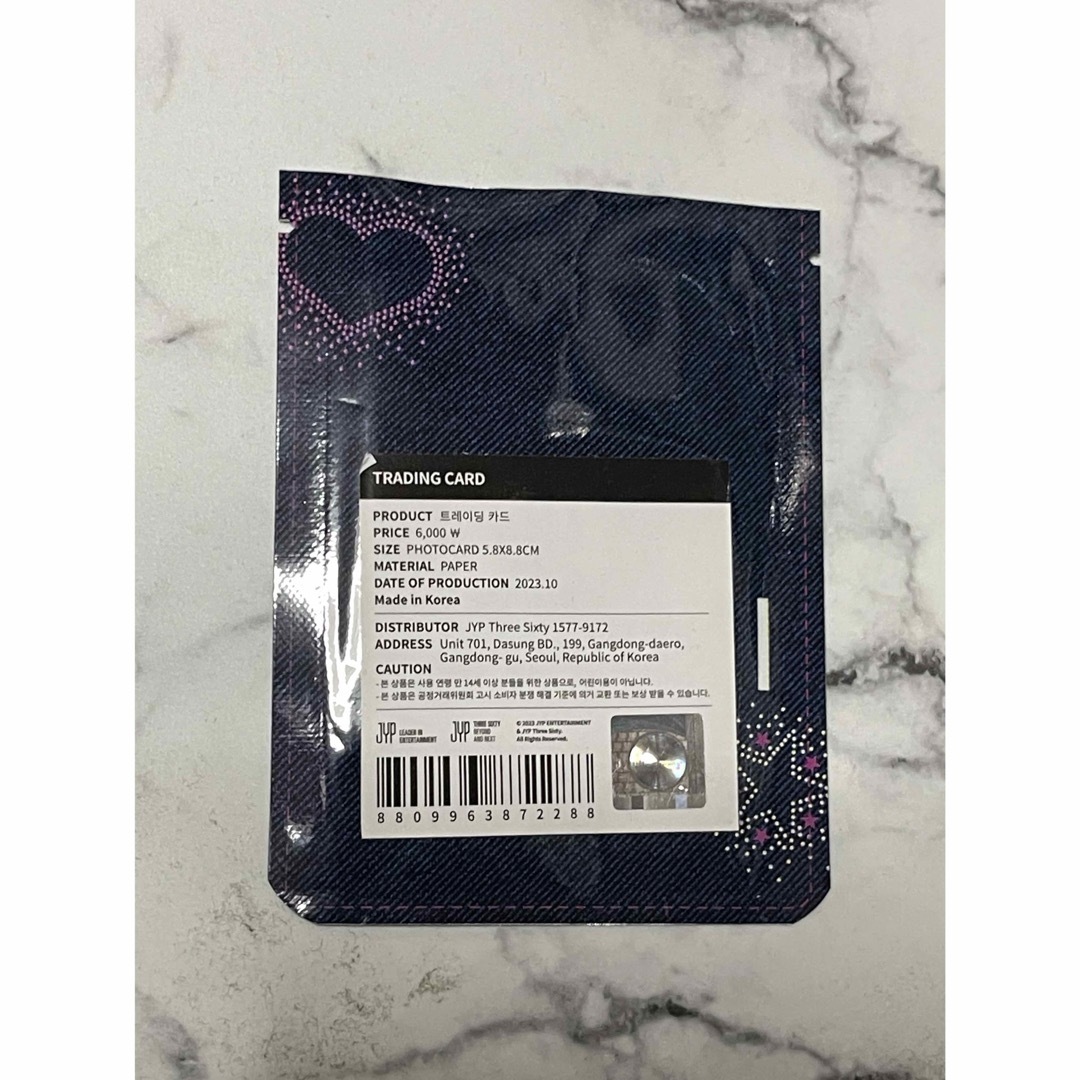 TRADING CARD
PRODUCT 트레이딩 카드
PRICE 6,000 ₩
SIZE PHOTOCARD 5.8X8.8CM
MATERIAL PAPER
DATE OF PRODUCTION 2023.10
Made in Korea
DISTRIBUTOR JYP Three Sixty 1577-9172
ADDRESS Unit 701, Dasung BD., 199, Gangdong-daero,
Gangdong- gu, Seoul, Republic of Korea
CAUTION
- 본 상품은 사용 연령 만 14세 이상 분들을 위한 상품으로, 어린이용이 아닙니다.
- 본 상품은 공정거래위원회 고시 소비자 분쟁 해결 기준에 의거 교환 또는 보상 받을 수 있습니다.
JYP LEADER IN ENTERTAINMENT
JYP THREE SIXTY BEYOND AND NEXT
© 2023 JYP ENTERTAINMENT
& JYP Three Sixty.
All Rights Reserved.
8809963872288